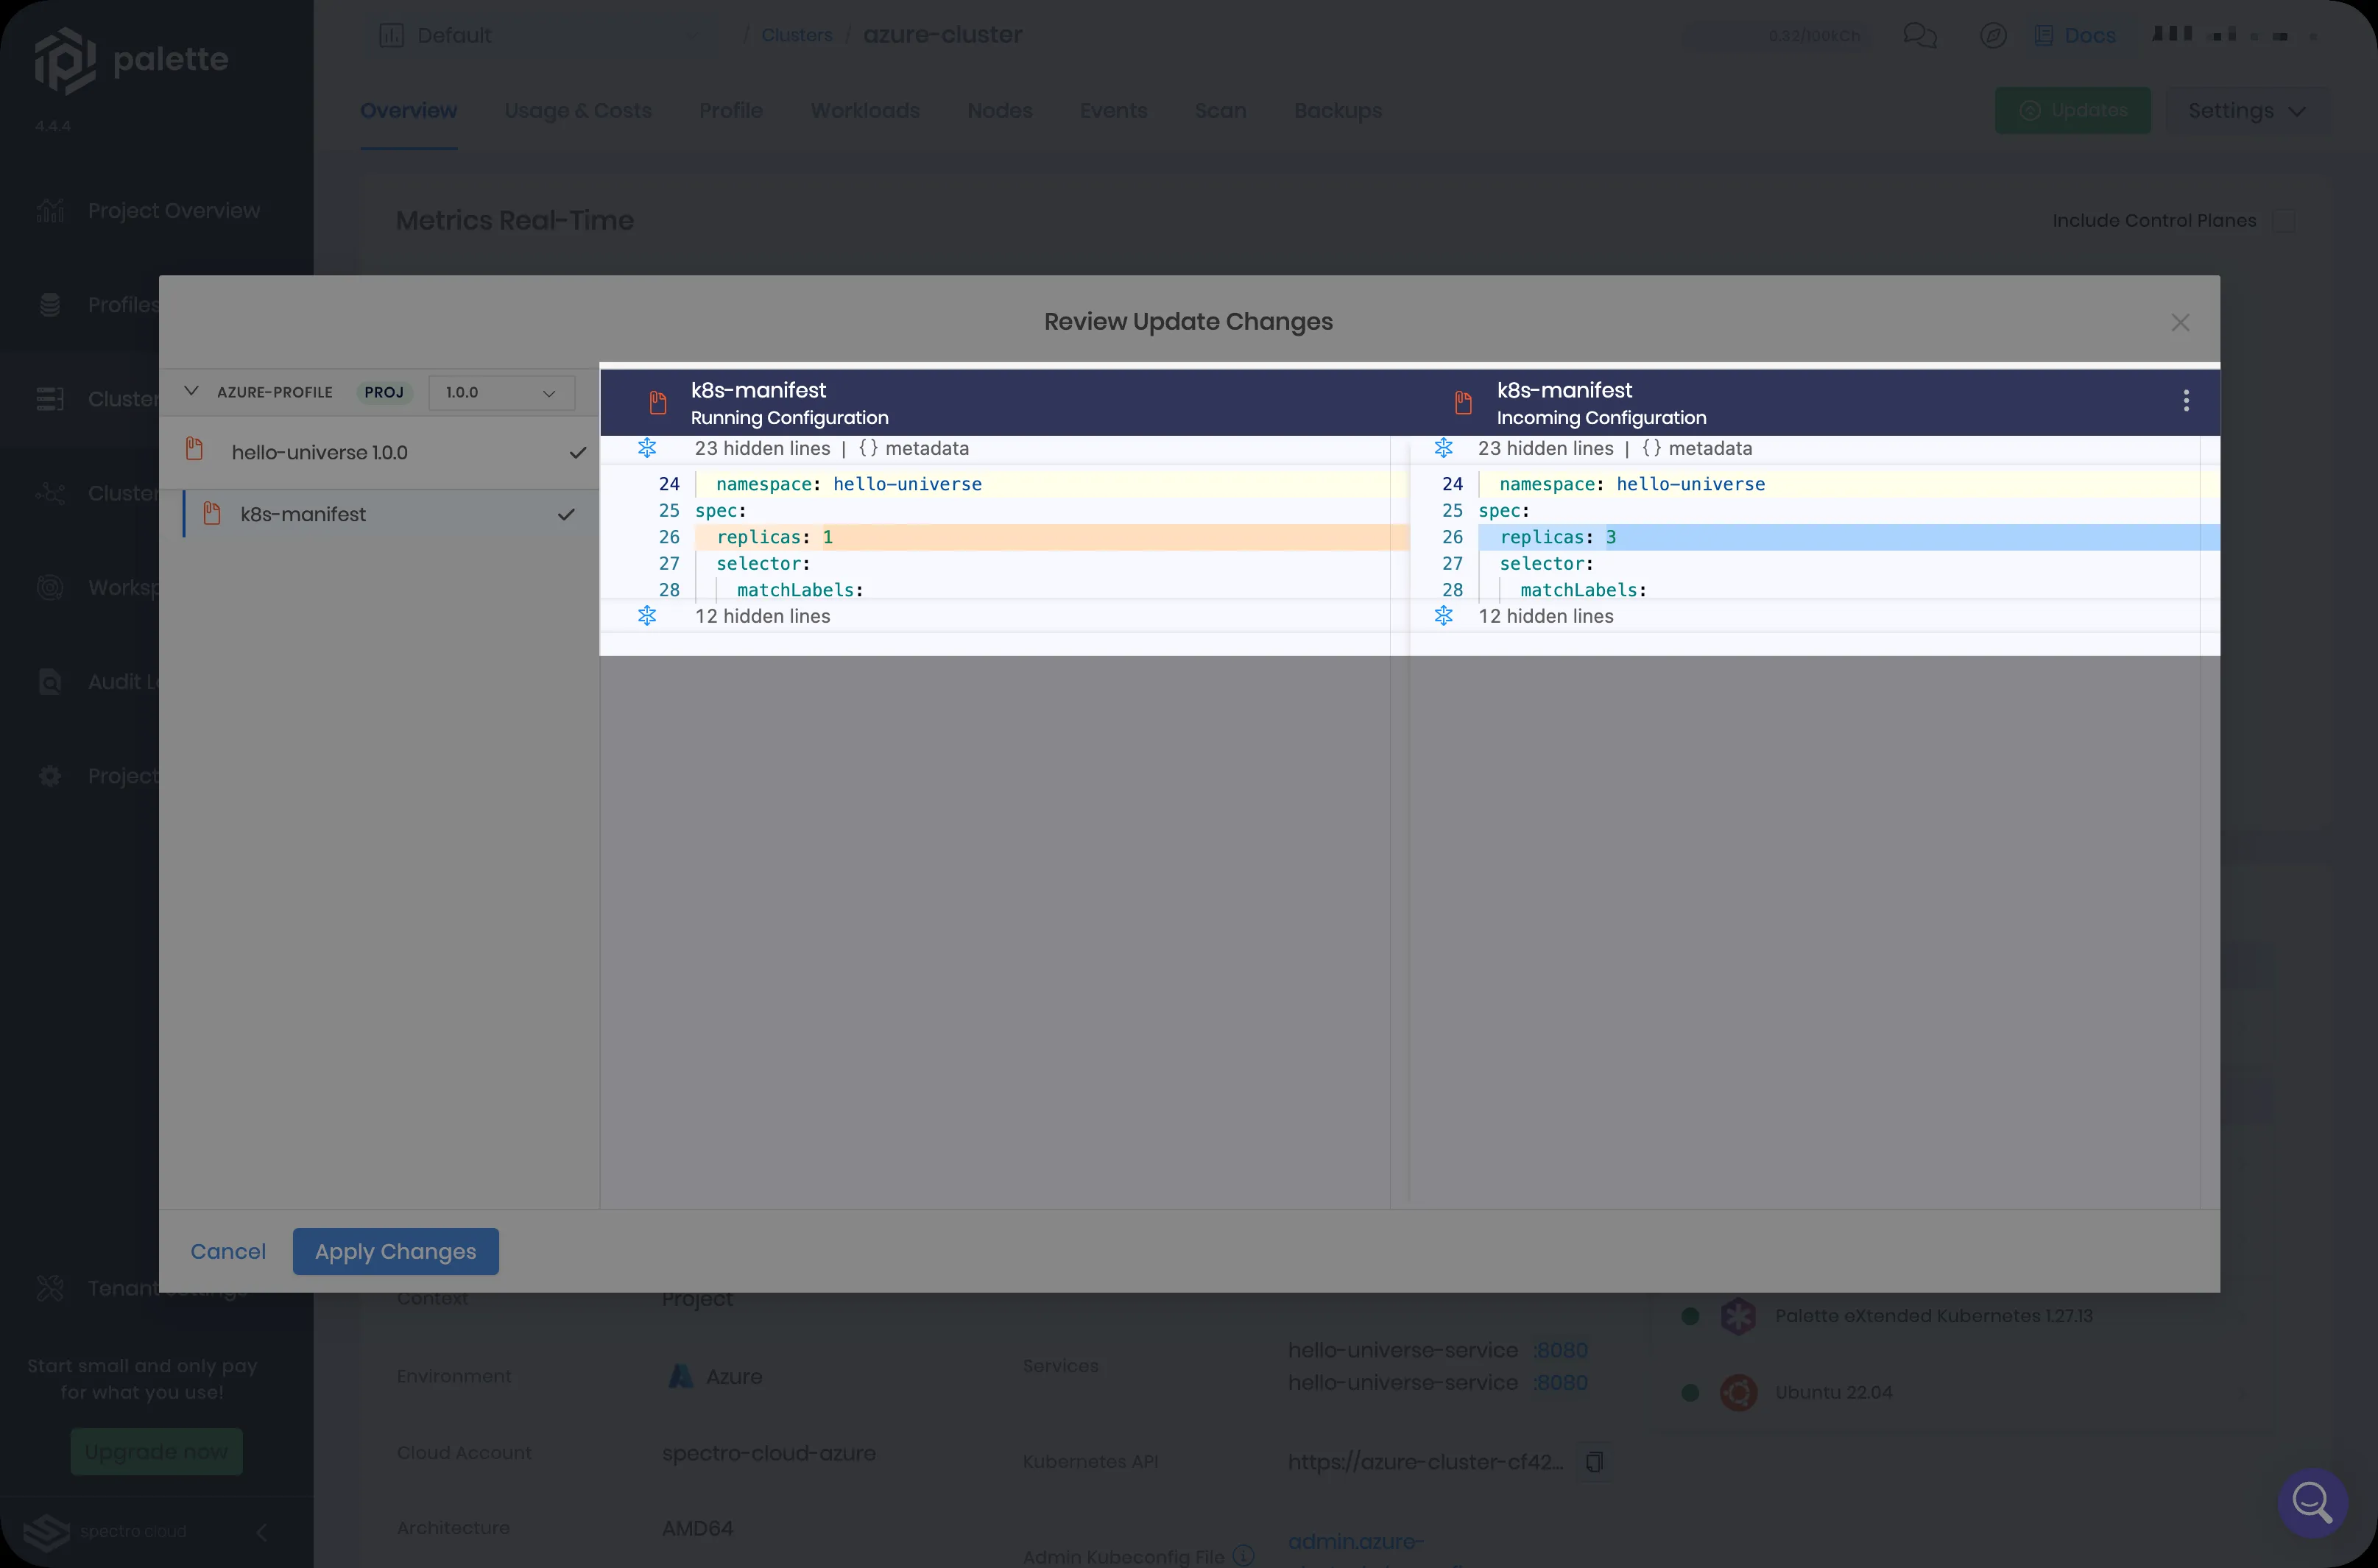 palette
4.4.4
Default
/ Clusters / azure-cluster
0.32/100kCh
Docs
Overview
Usage & Costs
Profile
Workloads
Nodes
Events
Scan
Backups
Updates
Settings
Project Overview
Metrics Real-Time
Include Control Planes
Profiles
Cluster
Cluster
Worksp
Audit Lo
Project
Review Update Changes
AZURE-PROFILE
PROJ
1.0.0
hello-universe 1.0.0
k8s-manifest
k8s-manifest
Running Configuration
23 hidden lines | {} metadata
24 namespace: hello-universe
25 spec:
26 replicas: 1
27 selector:
28 matchLabels:
12 hidden lines
k8s-manifest
Incoming Configuration
23 hidden lines | {} metadata
24 namespace: hello-universe
25 spec:
26 replicas: 3
27 selector:
28 matchLabels:
12 hidden lines
Cancel
Apply Changes
Tenant Settings
Start small and only pay
for what you use!
Upgrade now
spectro cloud
Context
Project
Environment
Azure
Cloud Account
spectro-cloud-azure
Architecture
AMD64
Services
hello-universe-service :8080
hello-universe-service :8080
Kubernetes API
https://azure-cluster-cf42...
Admin Kubeconfig File
admin.azure-
Palette eXtended Kubernetes 1.27.13
Ubuntu 22.04